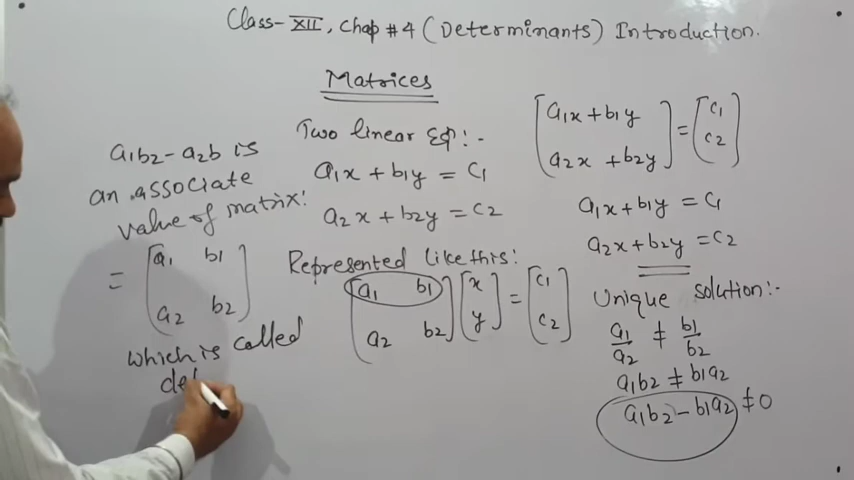 Class-XII, Chap #4 (Determinants) Introduction.
Matrices
a₁b₂ - a₂b is
an associate
value of matrix:
= [a₁ b₁
a₂ b₂]
which is called
det
Two linear Eq:-
a₁x + b₁y = c₁
a₂x + b₂y = c₂
Represented like this:
[a₁ b₁ [x = [c₁
a₂ b₂] y] c₂]
[a₁x + b₁y = [c₁
a₂x + b₂y] c₂]
a₁x + b₁y = c₁
a₂x + b₂y = c₂
Unique solution:-
a₁/a₂ ≠ b₁/b₂
a₁b₂ ≠ b₁a₂
a₁b₂ - b₁a₂ ≠ 0